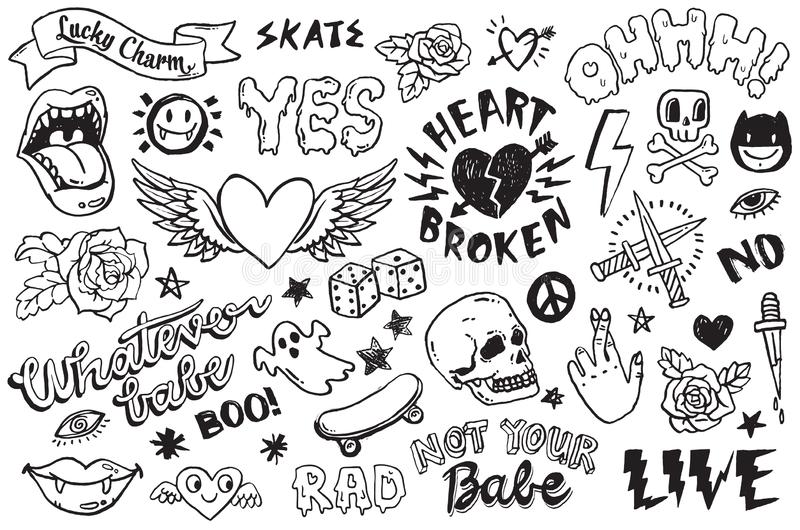 Lucky Charm
SKATE
OHHH!
YES
HEART
BROKEN
NO
Whatever
babe
BOO!
NOT YOUR
Babe
RAD
LIVE